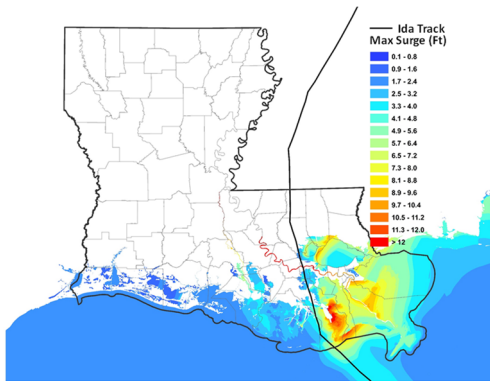 Ida Track
Max Surge (Ft)
0.1 - 0.8
0.9 - 1.6
1.7 - 2.4
2.5 - 3.2
3.3 - 4.0
4.1 - 4.8
4.9 - 5.6
5.7 - 6.4
6.5 - 7.2
7.3 - 8.0
8.1 - 8.8
8.9 - 9.6
9.7 - 10.4
10.5 - 11.2
11.3 - 12.0
> 12